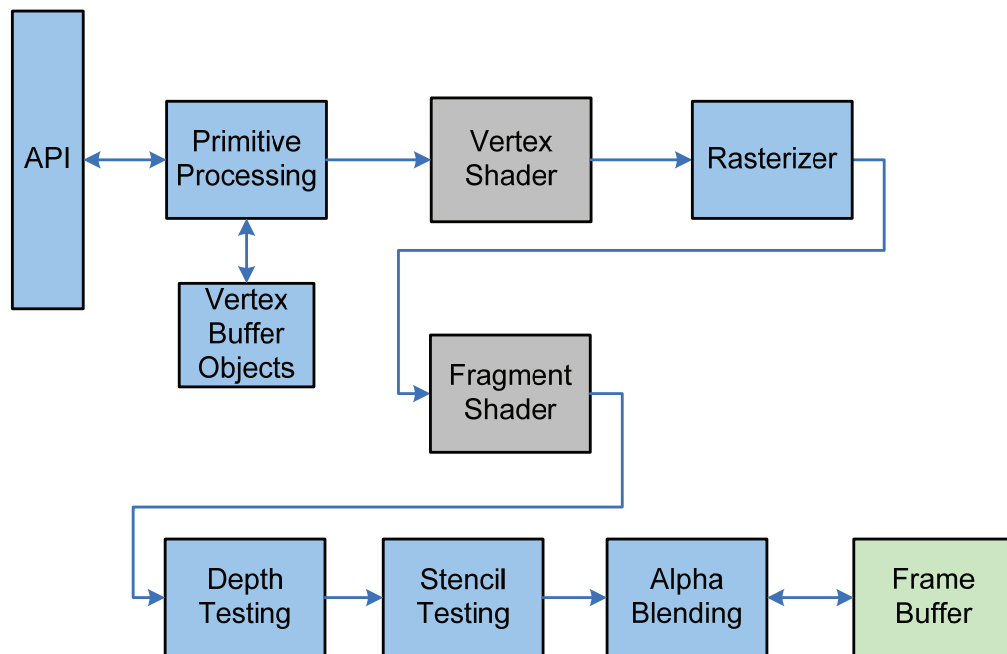 API
Primitive
Processing
Vertex
Shader
Rasterizer
Vertex
Buffer
Objects
Fragment
Shader
Depth
Testing
Stencil
Testing
Alpha
Blending
Frame
Buffer